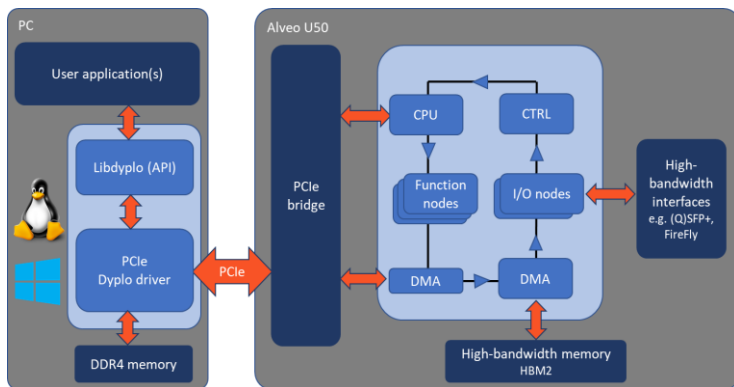 PC
User application(s)
Libdyplo (API)
PCIe
Dyplo driver
DDR4 memory
PCIe
Alveo U50
PCIe
bridge
CPU
CTRL
Function
nodes
I/O nodes
DMA
DMA
High-bandwidth memory
HBM2
High-
bandwidth
interfaces
e.g. (Q)SFP+,
FireFly